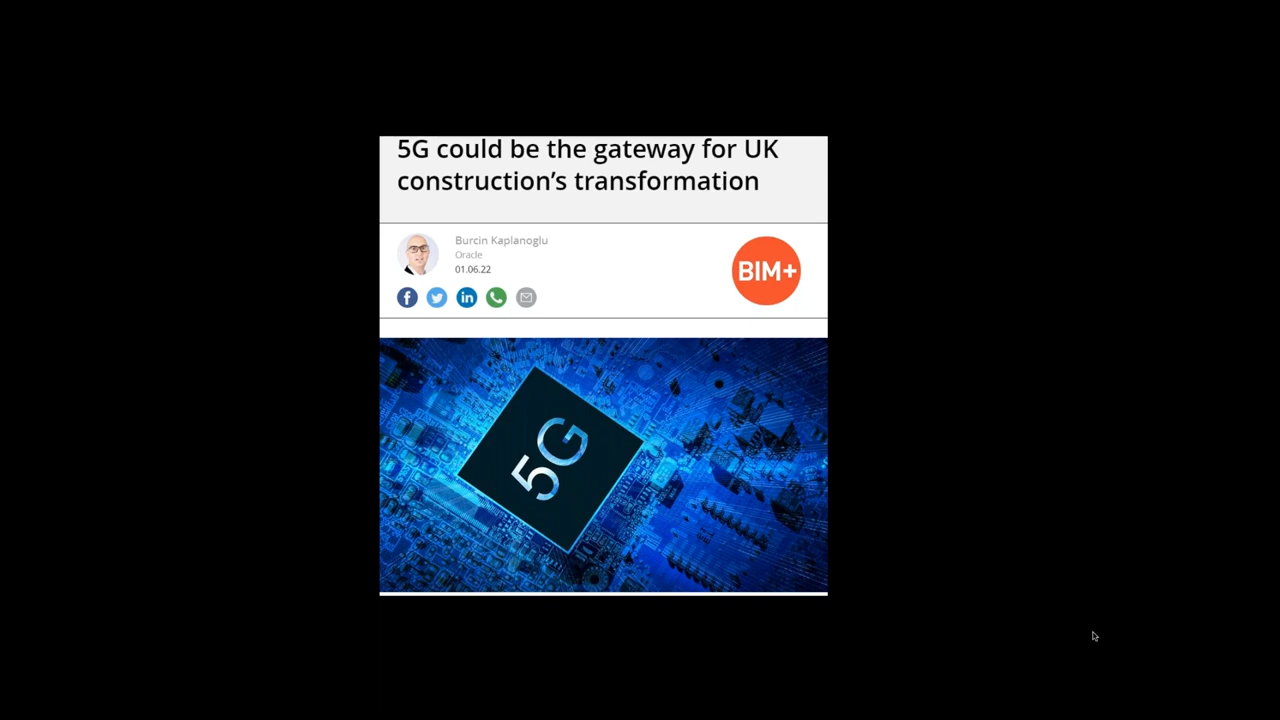 5G could be the gateway for UK
construction’s transformation
Burcin Kaplanoglu
Oracle
01.06.22
BIM+
5G